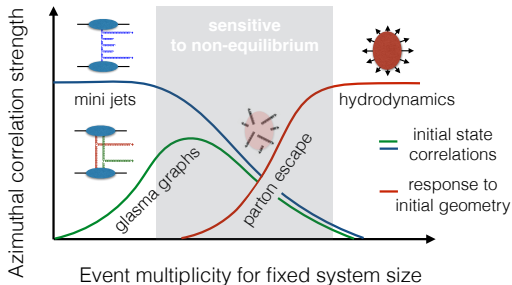 sensitive
to non-equilibrium
Azimuthal correlation strength
mini jets
hydrodynamics
glasma graphs
parton escape
initial state
correlations
response to
initial geometry
Event multiplicity for fixed system size